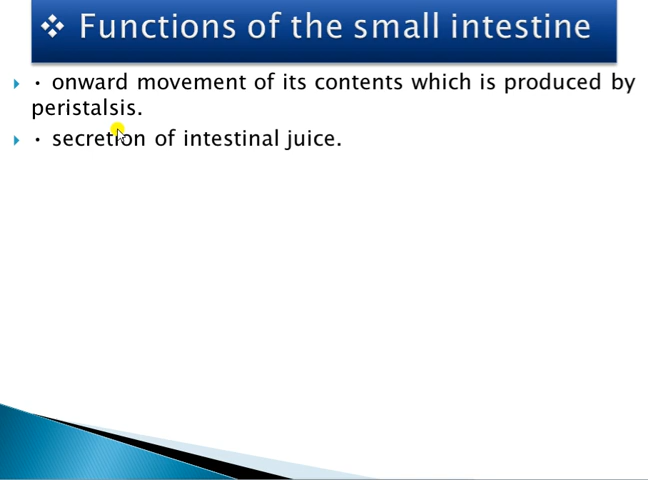 ❖ Functions of the small intestine
• onward movement of its contents which is produced by
peristalsis.
• secretion of intestinal juice.